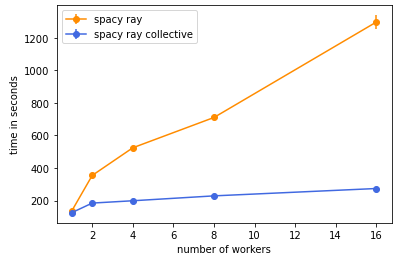 spacy ray
spacy ray collective
time in seconds
1200
1000
800
600
400
200
2 4 6 8 10 12 14 16
number of workers